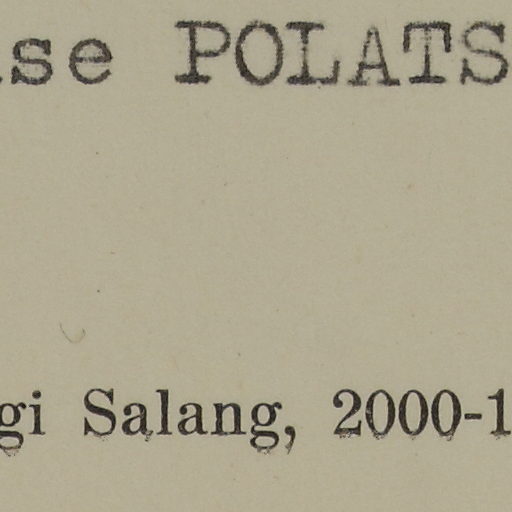 se POLATS
gi Salang, 2000-1